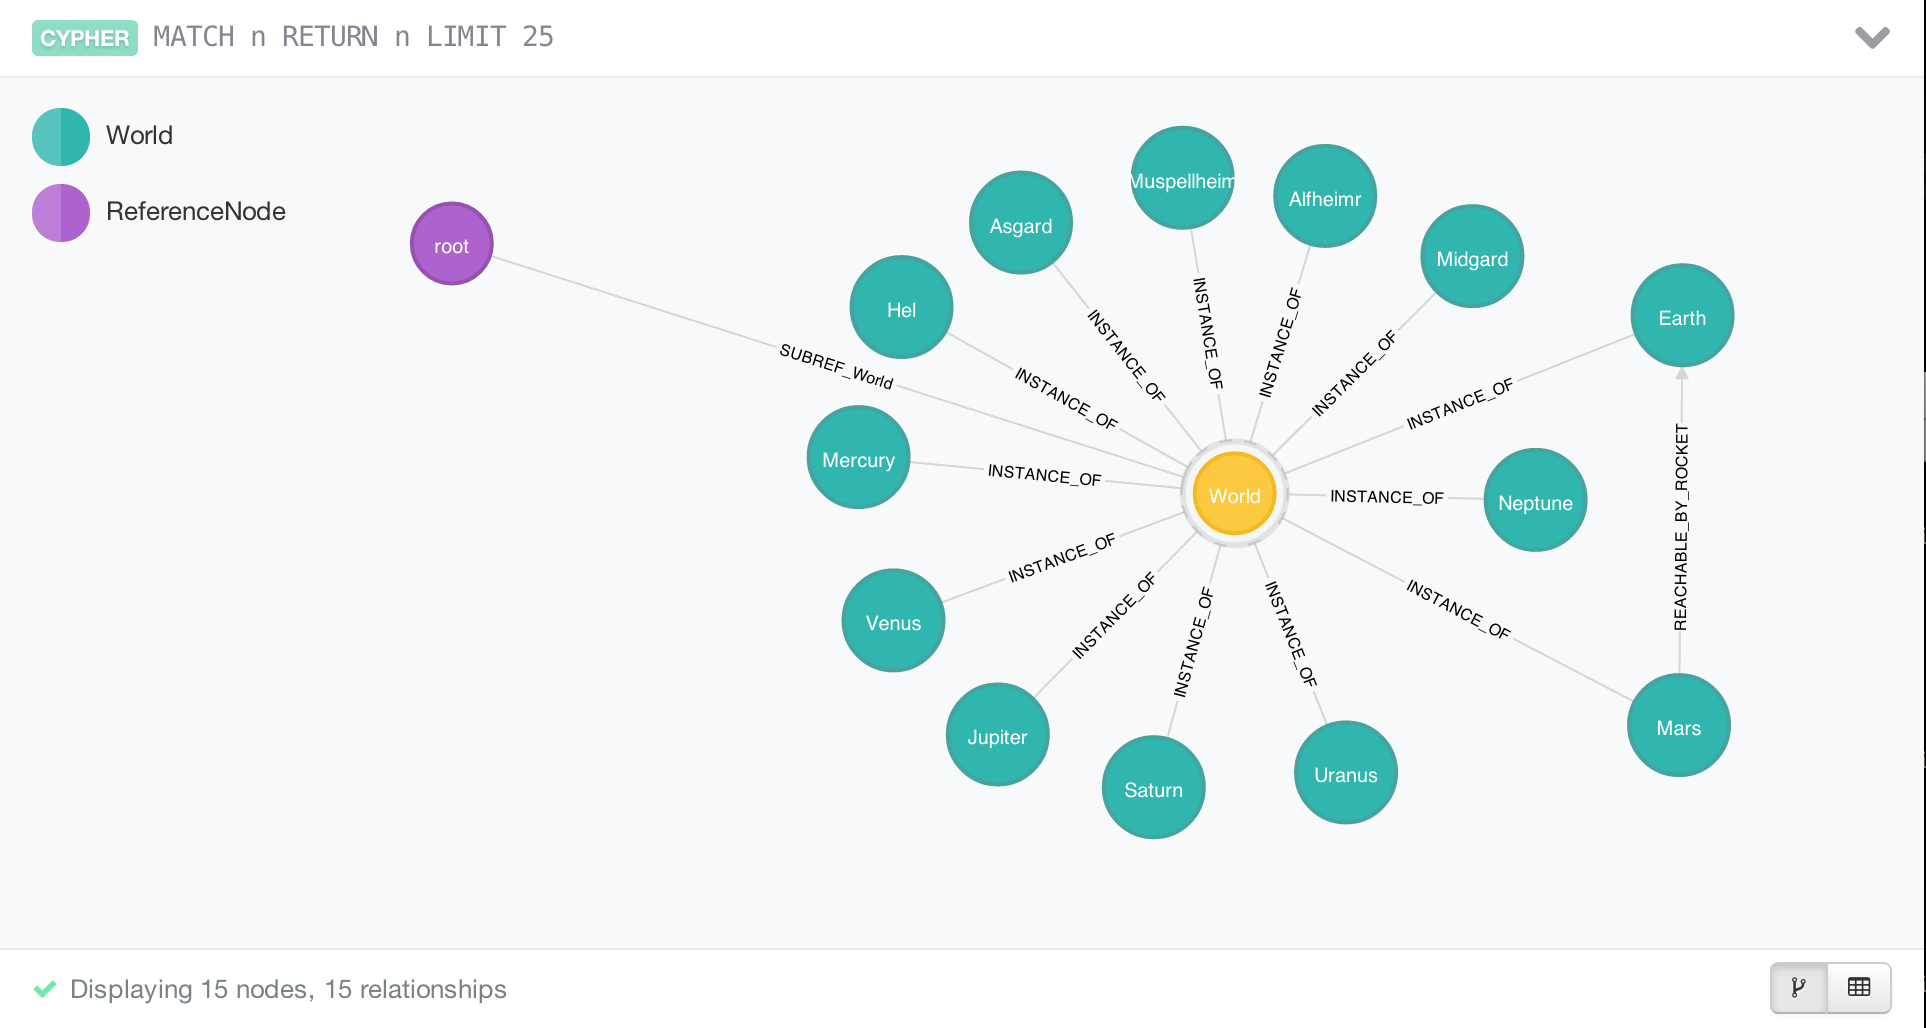 CYPHER MATCH n RETURN n LIMIT 25
World
ReferenceNode
root
Muspellheim
Alfheimr
Asgard
Midgard
Hel
Earth
INSTANCE_OF
INSTANCE_OF
INSTANCE_OF
INSTANCE_OF
SUBREF_World
INSTANCE_OF
INSTANCE_OF
Mercury
INSTANCE_OF
World
INSTANCE_OF
Neptune
REACHABLE_BY_ROCKET
INSTANCE_OF
Venus
INSTANCE_OF
INSTANCE_OF
INSTANCE_OF
INSTANCE_OF
Jupiter
Saturn
Uranus
Mars
Displaying 15 nodes, 15 relationships